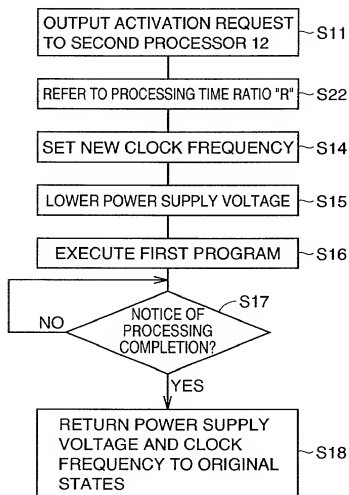 OUTPUT ACTIVATION REQUEST
TO SECOND PROCESSOR 12
S11
REFER TO PROCESSING TIME RATIO "R"
S22
SET NEW CLOCK FREQUENCY
S14
LOWER POWER SUPPLY VOLTAGE
S15
EXECUTE FIRST PROGRAM
S16
S17
NOTICE OF
PROCESSING
COMPLETION?
NO
YES
RETURN POWER SUPPLY
VOLTAGE AND CLOCK
FREQUENCY TO ORIGINAL
STATES
S18